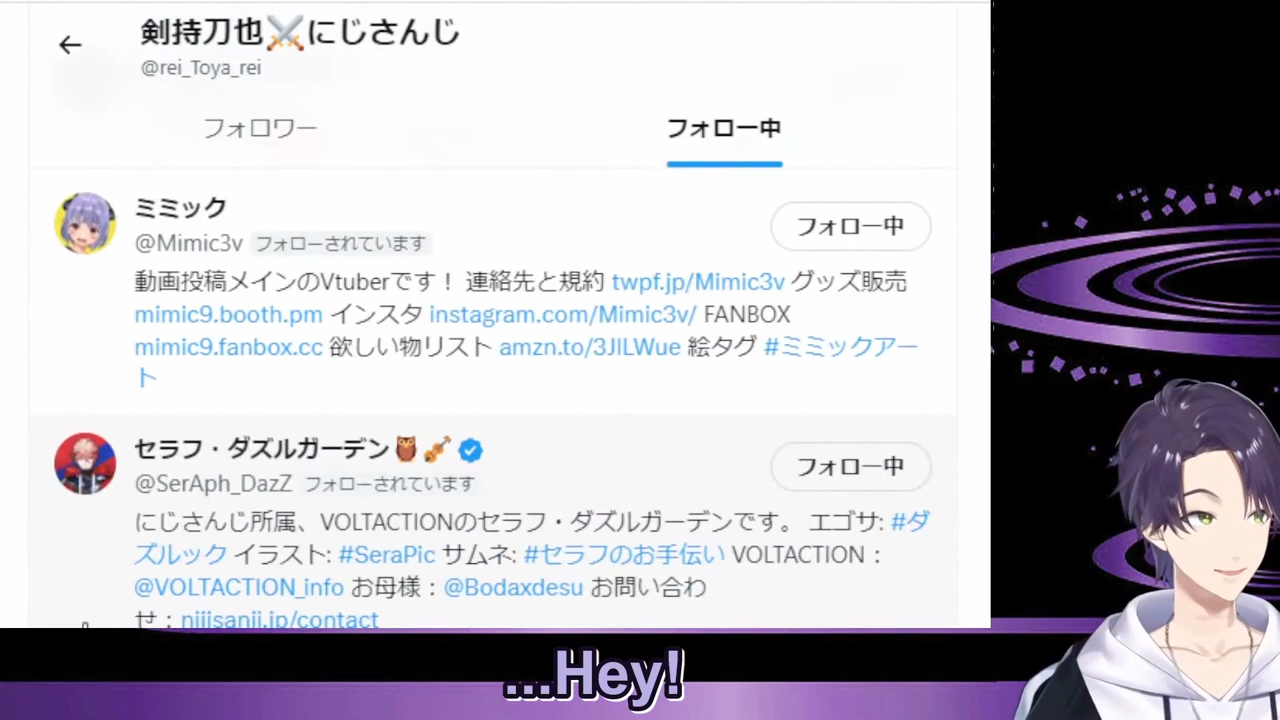 剣持刀也⚔️にじさんじ
@rei_Toya_rei
フォロワー
フォロー中
ミミック
@Mimic3v フォローされています
フォロー中
動画投稿メインのVtuberです！ 連絡先と規約 twpf.jp/Mimic3v グッズ販売
mimic9.booth.pm インスタ instagram.com/Mimic3v/ FANBOX
mimic9.fanbox.cc 欲しい物リスト amzn.to/3JILWue 絵タグ #ミミックアー
ト
セラフ・ダズルガーデン🦉🎻
@SerAph_DazZ フォローされています
フォロー中
にじさんじ所属、VOLTACTIONのセラフ・ダズルガーデンです。 エゴサ: #ダ
ズルック イラスト: #SeraPic サムネ: #セラフのお手伝い VOLTACTION：
@VOLTACTION_info お母様：@Bodaxdesu お問い合わ
せ：nijisanji.jp/contact
...Hey!